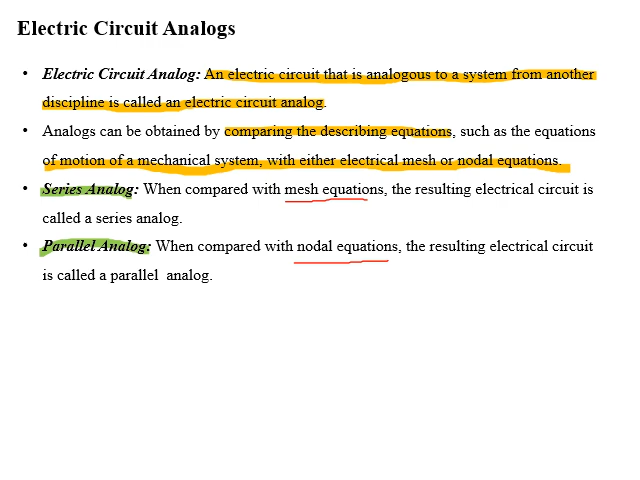 Electric Circuit Analogs
• Electric Circuit Analog: An electric circuit that is analogous to a system from another
discipline is called an electric circuit analog.
• Analogs can be obtained by comparing the describing equations, such as the equations
of motion of a mechanical system, with either electrical mesh or nodal equations.
• Series Analog: When compared with mesh equations, the resulting electrical circuit is
called a series analog.
• Parallel Analog: When compared with nodal equations, the resulting electrical circuit
is called a parallel analog.